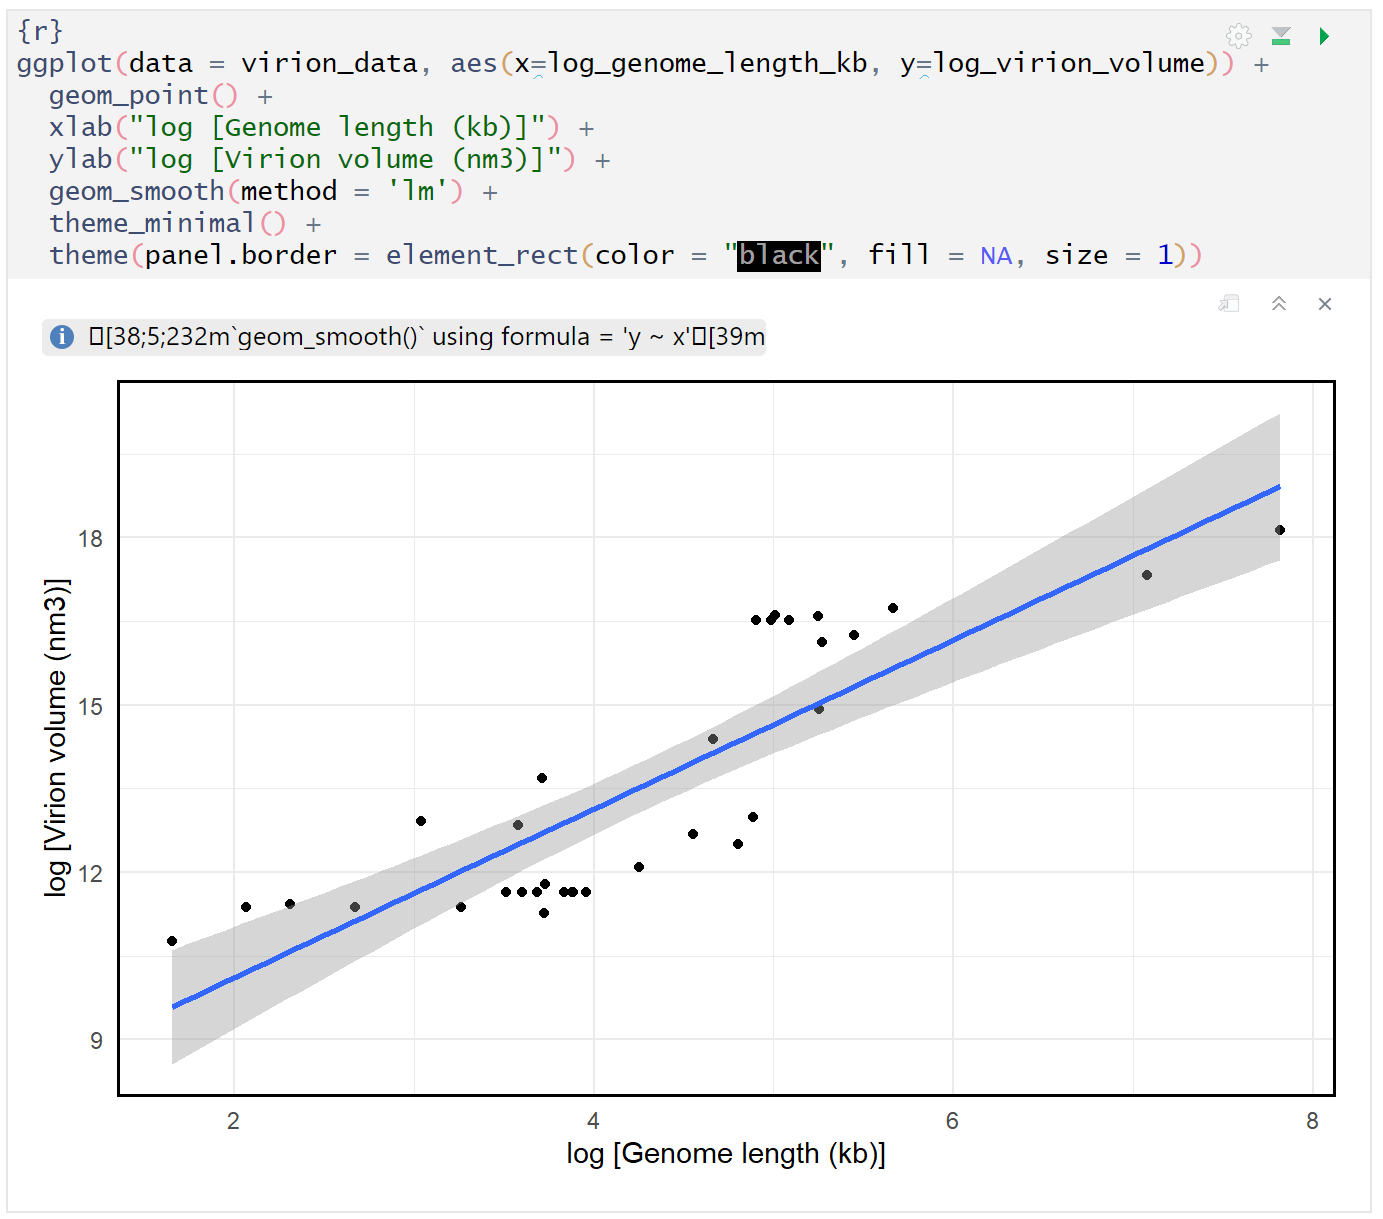 {r}
ggplot(data = virion_data, aes(x=log_genome_length_kb, y=log_virion_volume)) +
  geom_point() +
  xlab("log [Genome length (kb)]") +
  ylab("log [Virion volume (nm3)]") +
  geom_smooth(method = 'lm') +
  theme_minimal() +
  theme(panel.border = element_rect(color = "black", fill = NA, size = 1))
[38;5;232m`geom_smooth()` using formula = 'y ~ x'[39m
log [Virion volume (nm3)]
18
15
12
9
2 4 6 8
log [Genome length (kb)]